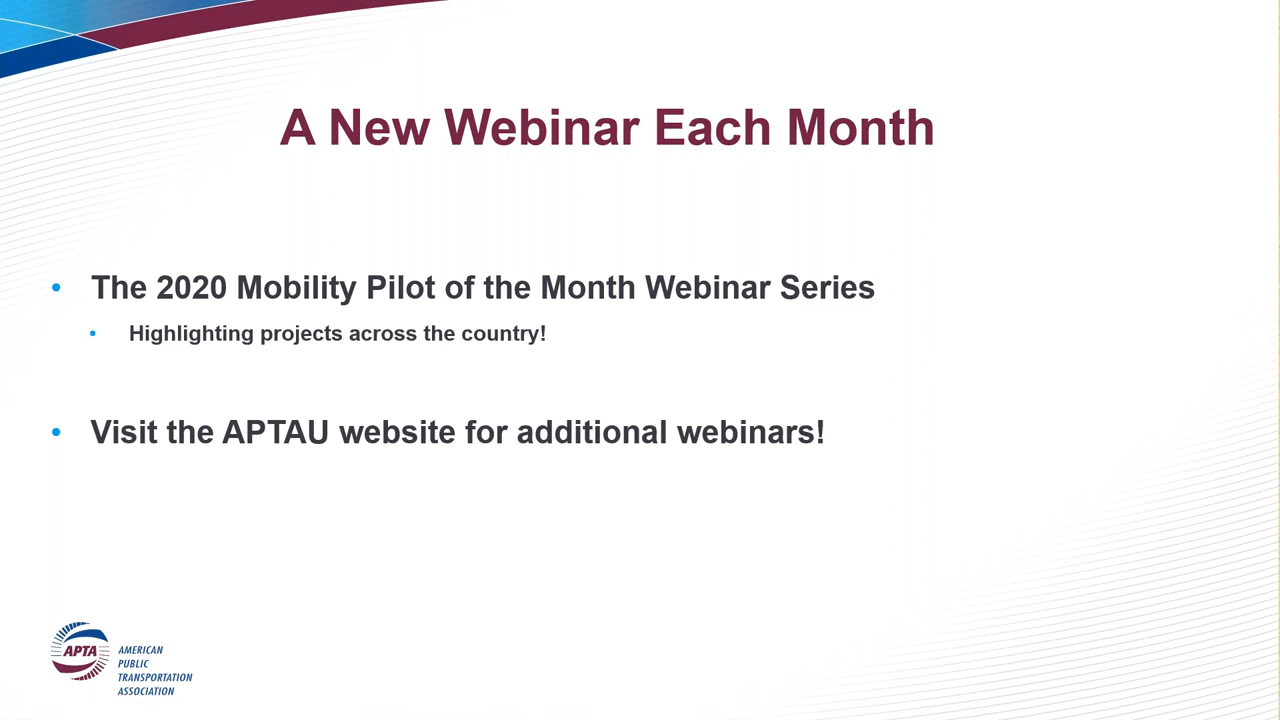 A New Webinar Each Month
• The 2020 Mobility Pilot of the Month Webinar Series
• Highlighting projects across the country!
• Visit the APTAU website for additional webinars!
APTA
AMERICAN
PUBLIC
TRANSPORTATION
ASSOCIATION